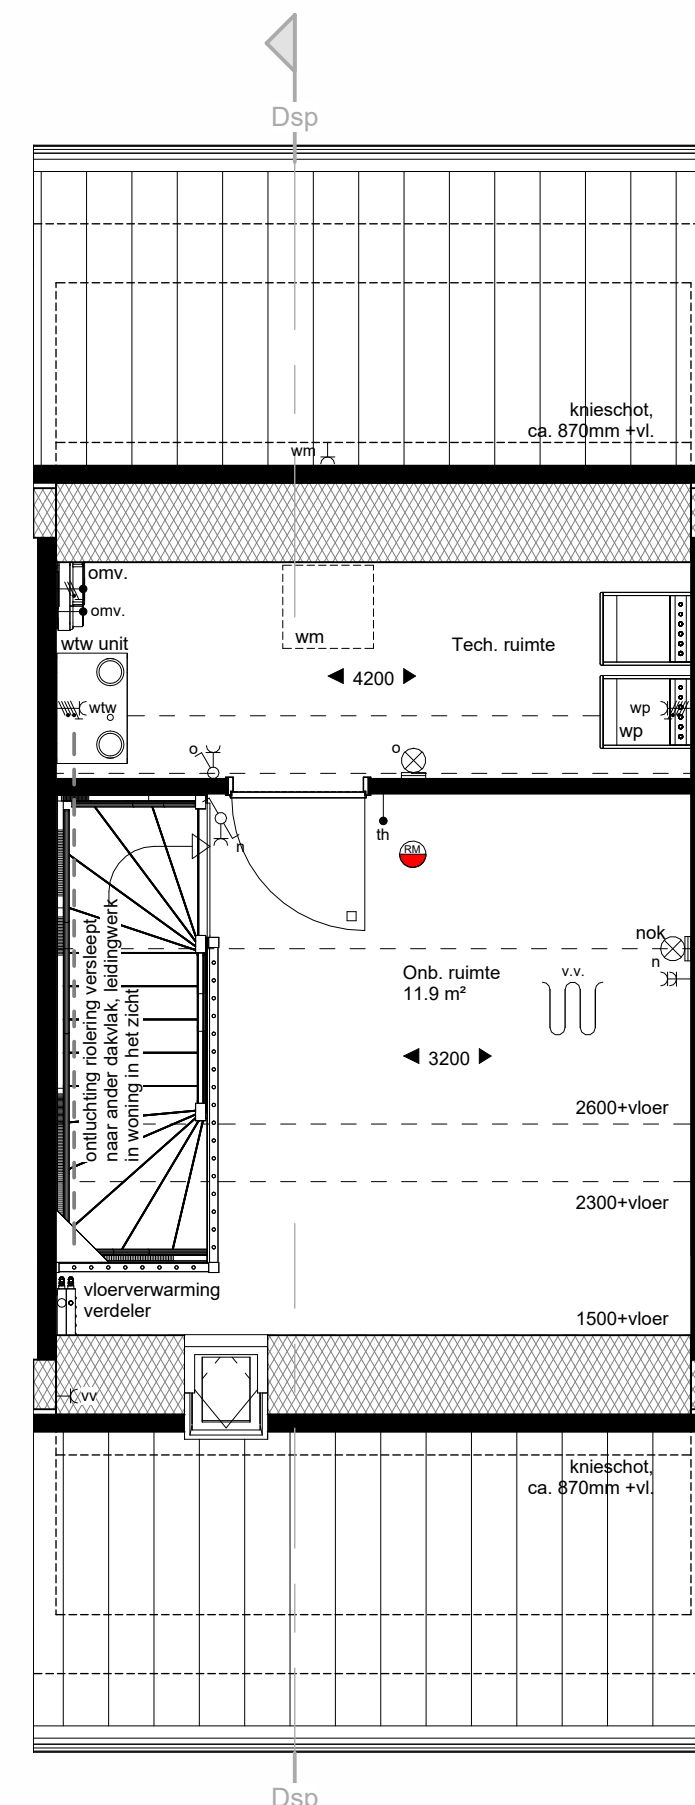 Dsp
knieschot,
ca. 870mm +vl.
wm
omv.
omv.
wtw unit
wm
Tech. ruimte
4200
wtw
wp
wp
o
o
n
th
RM
nok
n
Onb. ruimte
11.9 m²
v.v.
3200
ontluchting riolering versleept
naar ander dakvlak, leidingwerk
in woning in het zicht
2600+vloer
2300+vloer
vloerverwarming
verdeler
1500+vloer
vv
knieschot,
ca. 870mm +vl.
Dsp